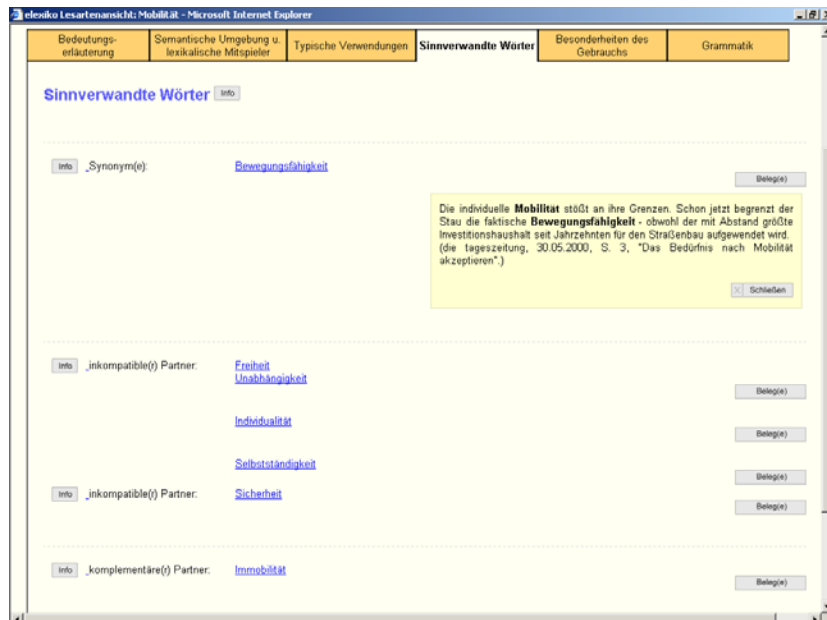 elexiko Lesartenansicht: Mobilität - Microsoft Internet Explorer
Bedeutungs-
erläuterung
Semantische Umgebung u.
lexikalische Mitspieler
Typische Verwendungen
Sinnverwandte Wörter
Besonderheiten des
Gebrauchs
Grammatik
Sinnverwandte Wörter Info
Info _Synonym(e): Bewegungsfähigkeit
Beleg(e)
Die individuelle Mobilität stößt an ihre Grenzen. Schon jetzt begrenzt der
Stau die faktische Bewegungsfähigkeit - obwohl der mit Abstand größte
Investitionshaushalt seit Jahrzehnten für den Straßenbau aufgewendet wird.
(die tageszeitung, 30.05.2000, S. 3, "Das Bedürfnis nach Mobilität
akzeptieren".)
X Schließen
Info _inkompatible(r) Partner: Freiheit
Unabhängigkeit
Beleg(e)
Individualität
Beleg(e)
Selbstständigkeit
Beleg(e)
Info _inkompatible(r) Partner: Sicherheit
Beleg(e)
Info _komplementäre(r) Partner: Immobilität
Beleg(e)